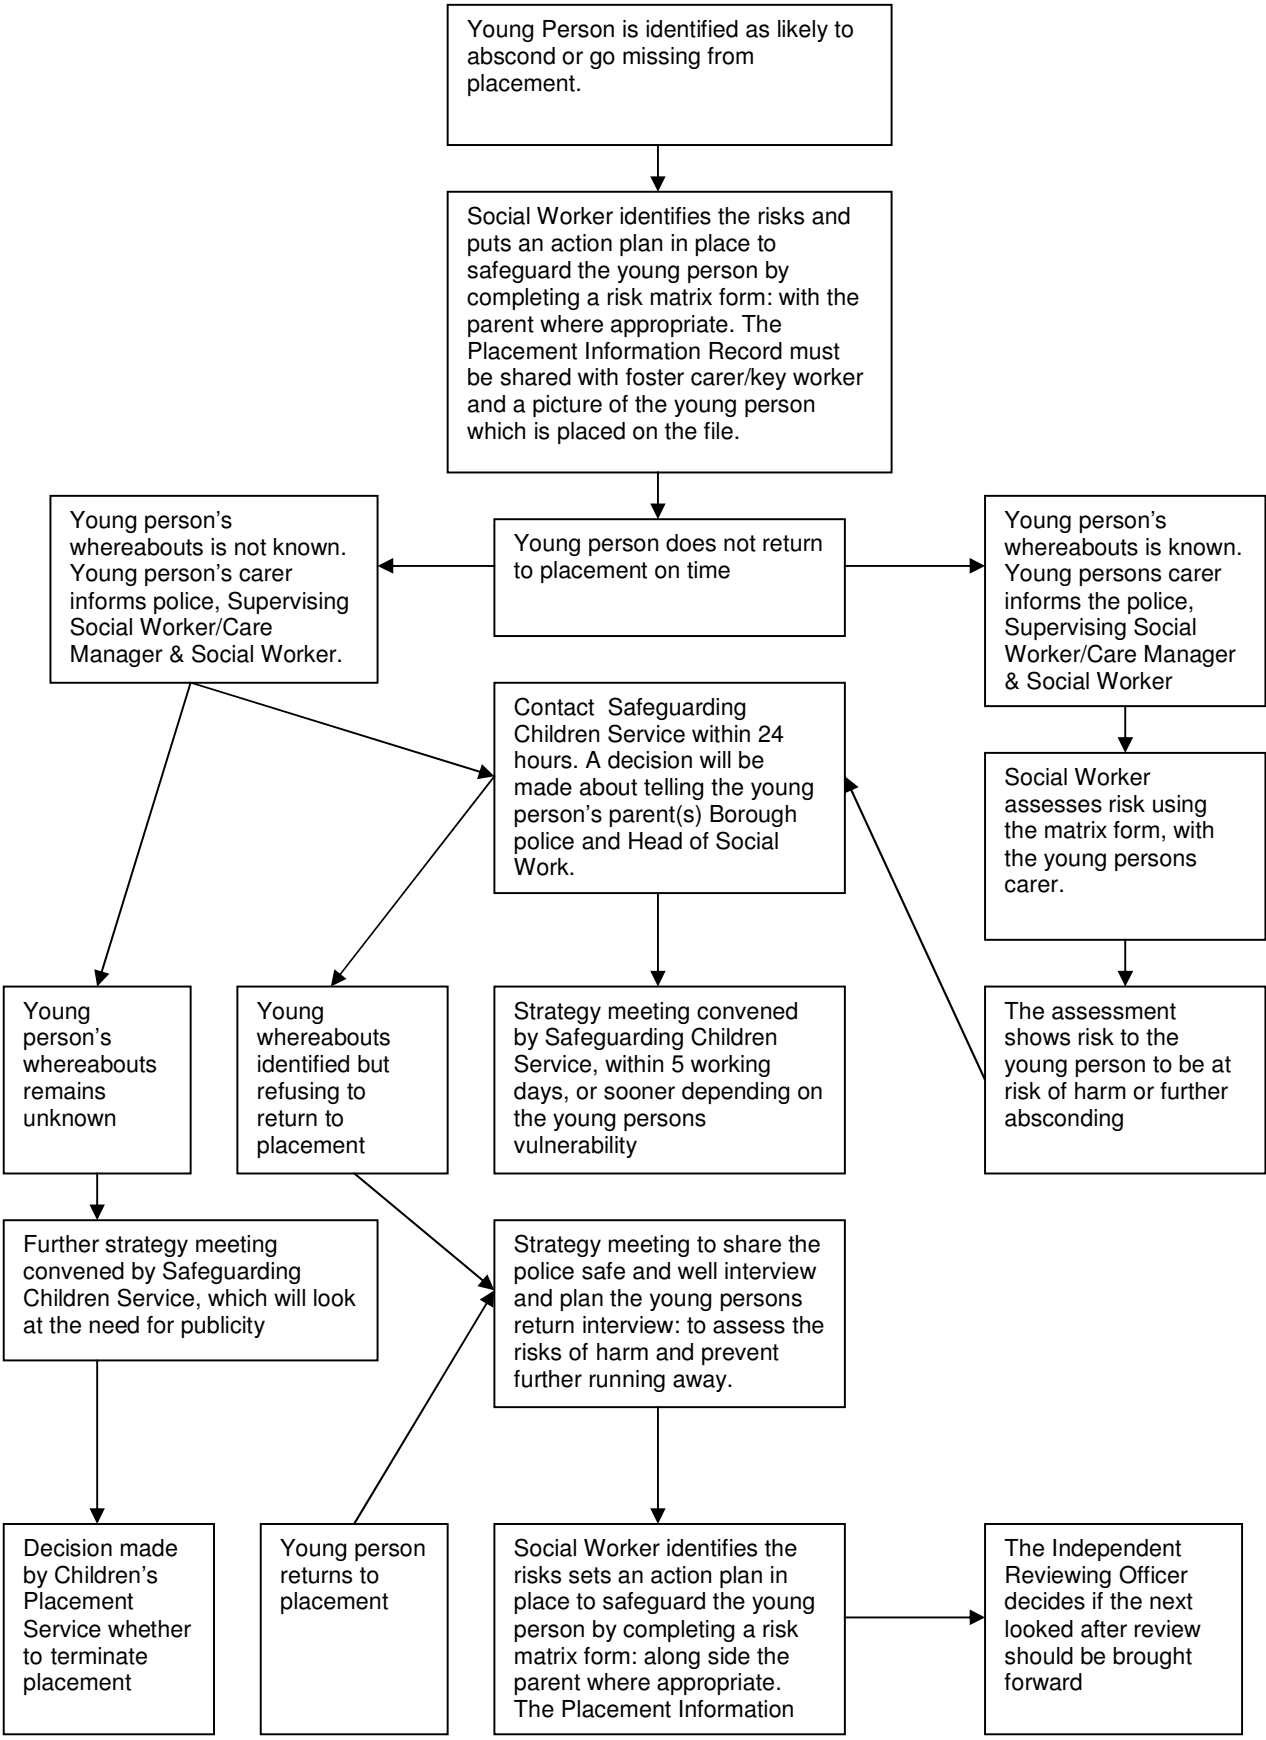 Young Person is identified as likely to
abscond or go missing from
placement.
Social Worker identifies the risks and
puts an action plan in place to
safeguard the young person by
completing a risk matrix form: with the
parent where appropriate. The
Placement Information Record must
be shared with foster carer/key worker
and a picture of the young person
which is placed on the file.
Young person's
whereabouts is not known.
Young person's carer
informs police, Supervising
Social Worker/Care
Manager & Social Worker.
Young person does not return
to placement on time
Young person's
whereabouts is known.
Young persons carer
informs the police,
Supervising Social
Worker/Care Manager
& Social Worker
Contact  Safeguarding
Children Service within 24
hours. A decision will be
made about telling the young
person's parent(s) Borough
police and Head of Social
Work.
Social Worker
assesses risk using
the matrix form, with
the young persons
carer.
Young
person's
whereabouts
remains
unknown
Young
whereabouts
identified but
refusing to
return to
placement
Strategy meeting convened
by Safeguarding Children
Service, within 5 working
days, or sooner depending on
the young persons
vulnerability
The assessment
shows risk to the
young person to be at
risk of harm or further
absconding
Further strategy meeting
convened by Safeguarding
Children Service, which will look
at the need for publicity
Strategy meeting to share the
police safe and well interview
and plan the young persons
return interview: to assess the
risks of harm and prevent
further running away.
Decision made
by Children's
Placement
Service whether
to terminate
placement
Young person
returns to
placement
Social Worker identifies the
risks sets an action plan in
place to safeguard the young
person by completing a risk
matrix form: along side the
parent where appropriate.
The Placement Information
The Independent
Reviewing Officer
decides if the next
looked after review
should be brought
forward